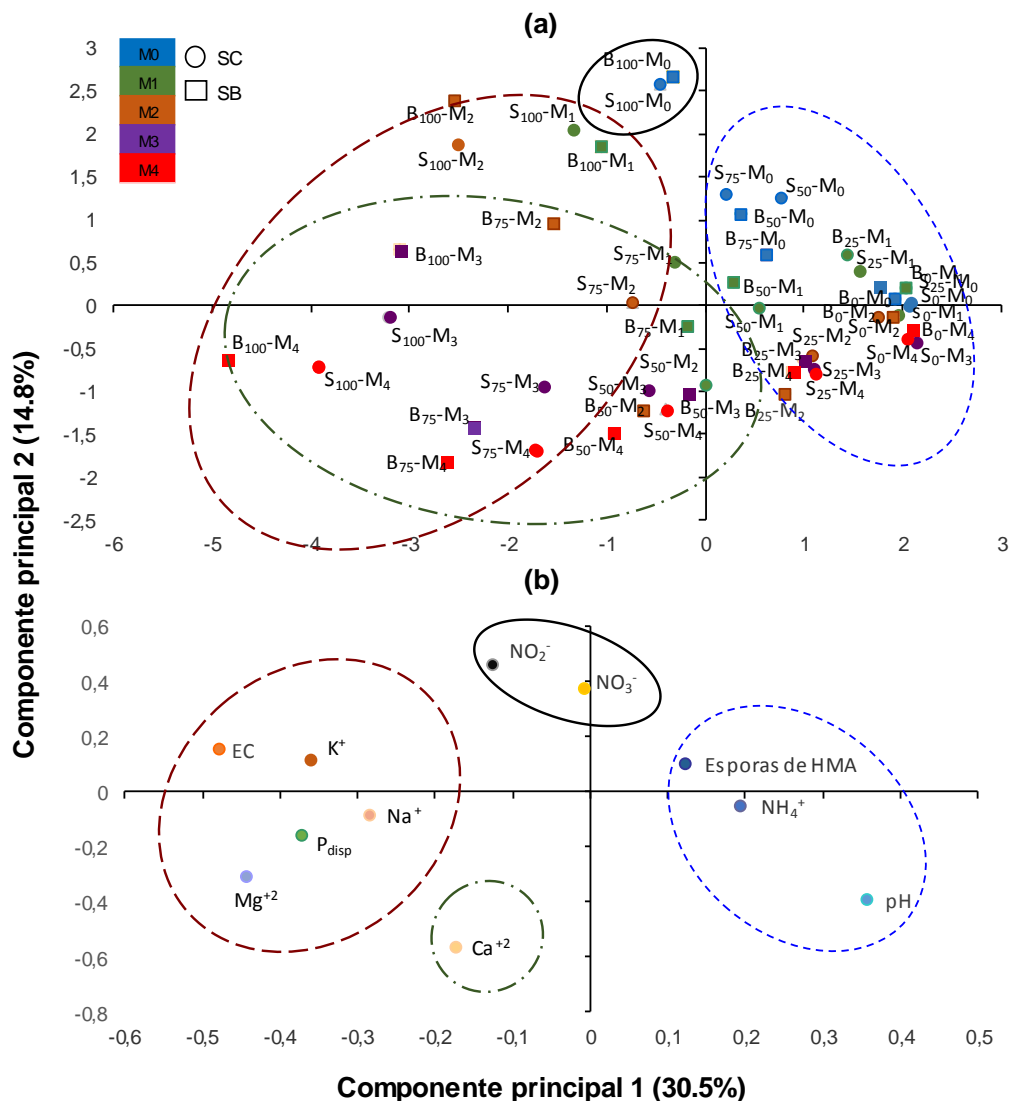 (a)
M0
M1
M2
M3
M4
SC
SB
3
2,5
2
1,5
1
0,5
0
-0,5
-1
-1,5
-2
-2,5
-6 -5 -4 -3 -2 -1 0 1 2 3
B100-M0
S100-M0
B100-M2
S100-M1
S100-M2
B100-M1
S75-M0 S50-M0
B50-M0
B75-M2
B75-M0
B25-M1
S25-M1
B100-M3
S75-M1
B50-M1
B0-M1
S25-M0
S75-M2
B0-M0
S0-M0
S100-M3
B75-M1
S50-M1
B0-M2
S0-M1
S0-M2
B0-M4
B100-M4
S100-M4
S50-M2
B25-M3
S25-M2
S0-M4
S0-M3
S75-M3
S50-M3
B25-M4
S25-M3
B50-M2
B50-M3
S25-M4
B25-M2
B75-M3
S75-M4
B50-M4
S50-M4
B75-M4
Componente principal 2 (14.8%)
(b)
0,6
0,4
0,2
0
-0,2
-0,4
-0,6
-0,8
NO2-
NO3-
EC
K+
Na+
Pdisp
Mg+2
Ca+2
Esporas de HMA
NH4+
pH
-0,6 -0,5 -0,4 -0,3 -0,2 -0,1 0 0,1 0,2 0,3 0,4 0,5
Componente principal 1 (30.5%)